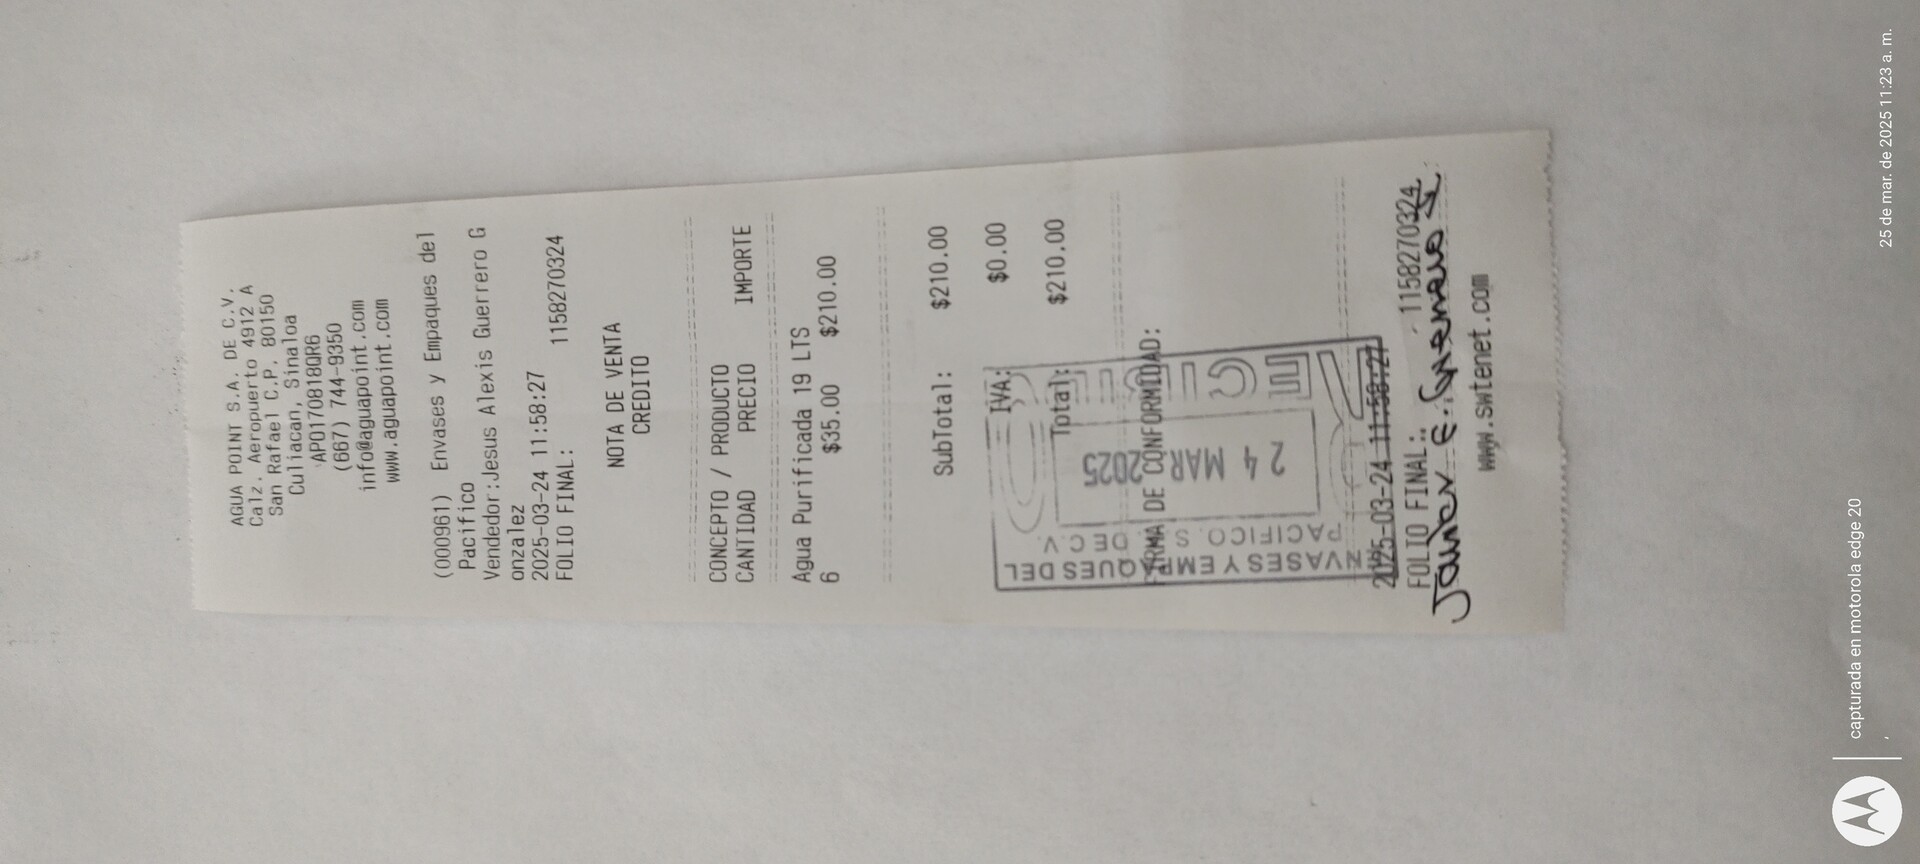 AGUA POINT S.A. DE C.V.
Calz. Aeropuerto 4912 A
San Rafael C.P. 80150
Culiacan, Sinaloa
APO170818QR6
(667) 744-9350
info@aguapoint.com
www.aguapoint.com
(000961) Envases y Empaques del
Pacifico
Vendedor:Jesus Alexis Guerrero G
onzalez
2025-03-24 11:58:27
FOLIO FINAL: 1158270324
NOTA DE VENTA
CREDITO
CONCEPTO / PRODUCTO
CANTIDAD PRECIO IMPORTE
Agua Purificada 19 LTS
6 $35.00 $210.00
SubTotal: $210.00
IVA: $0.00
Total: $210.00
FIRMA DE CONFORMIDAD:
NVASES Y EMPAQUES DEL
PACIFICO S. DE C.V.
24 MAR 2025
2025-03-24 11:58:27
FOLIO FINAL: 1158270324
www.swtenet.com
capturada en motorola edge 20
25 de mar. de 2025 11:23 a. m.